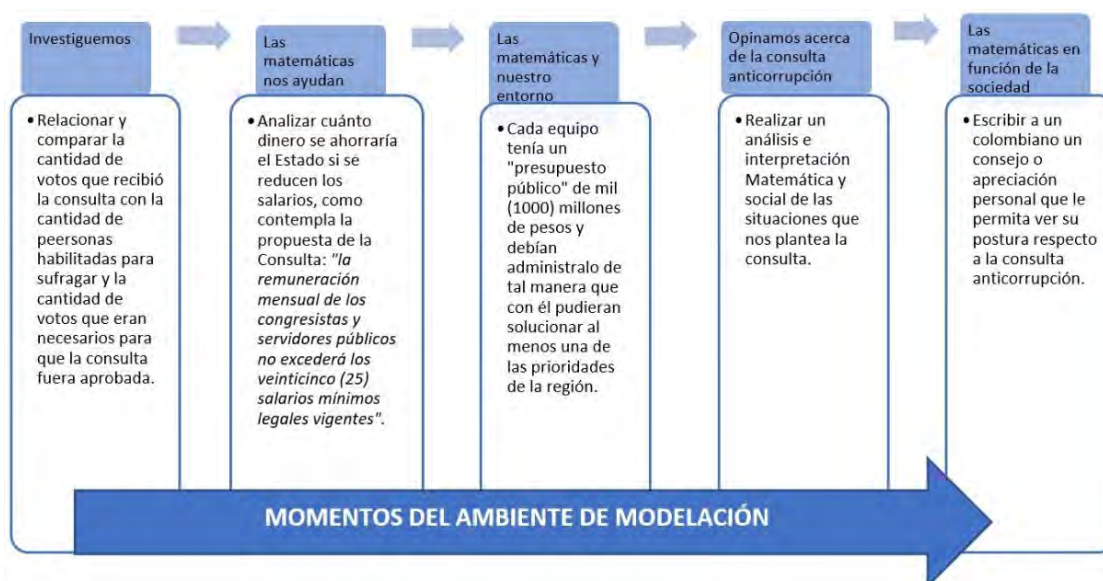 Investiguemos
• Relacionar y
comparar la
cantidad de
votos que recibió
la consulta con la
cantidad de
peersonas
habilitadas para
sufragar y la
cantidad de
votos que eran
necesarios para
que la consulta
fuera aprobada.
Las
matemáticas
nos ayudan
• Analizar cuánto
dinero se ahorraría
el Estado si se
reducen los
salarios, como
contempla la
propuesta de la
Consulta: "la
remuneración
mensual de los
congresistas y
servidores públicos
no excederá los
veinticinco (25)
salarios mínimos
legales vigentes".
Las
matemáticas y
nuestro
entorno
• Cada equipo
tenía un
"presupuesto
público" de mil
(1000) millones
de pesos y
debían
administralo de
tal manera que
con él pudieran
solucionar al
menos una de
las prioridades
de la región.
Opinamos acerca
de la consulta
anticorrupción
• Realizar un
análisis e
interpretación
Matemática y
social de las
situaciones que
nos plantea la
consulta.
Las
matemáticas en
función de la
sociedad
• Escribir a un
colombiano un
consejo o
apreciación
personal que le
permita ver su
postura respecto
a la consulta
anticorrupción.
MOMENTOS DEL AMBIENTE DE MODELACIÓN